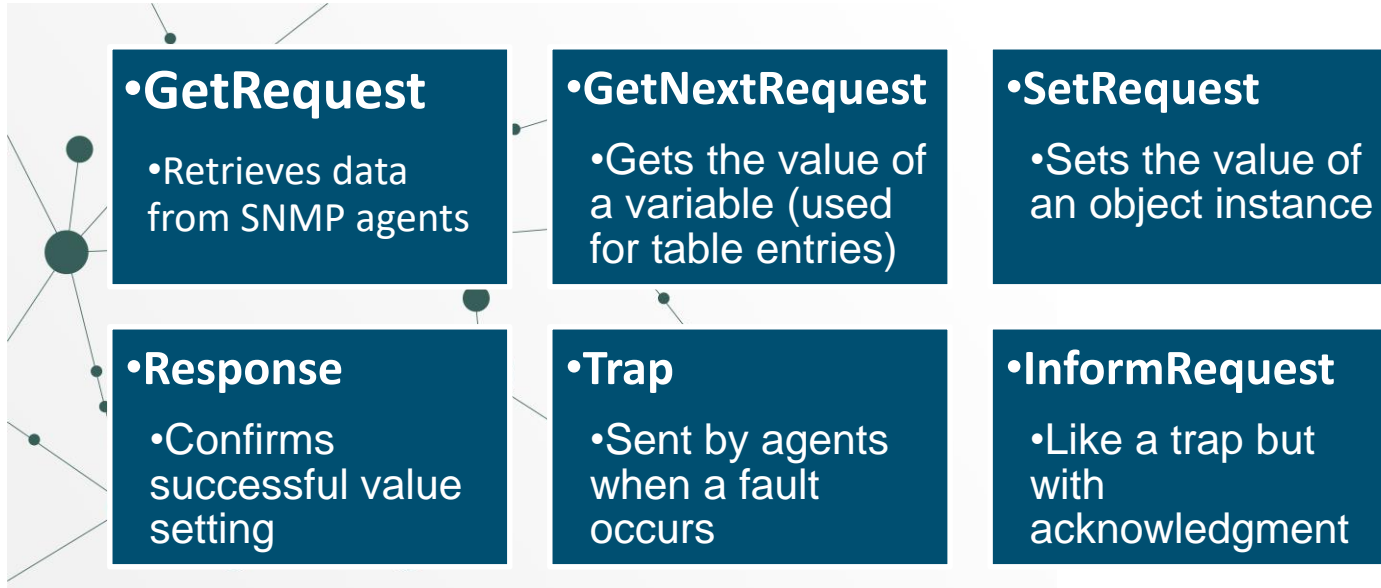 •GetRequest
•Retrieves data
from SNMP agents
•GetNextRequest
•Gets the value of
a variable (used
for table entries)
•SetRequest
•Sets the value of
an object instance
•Response
•Confirms
successful value
setting
•Trap
•Sent by agents
when a fault
occurs
•InformRequest
•Like a trap but
with
acknowledgment